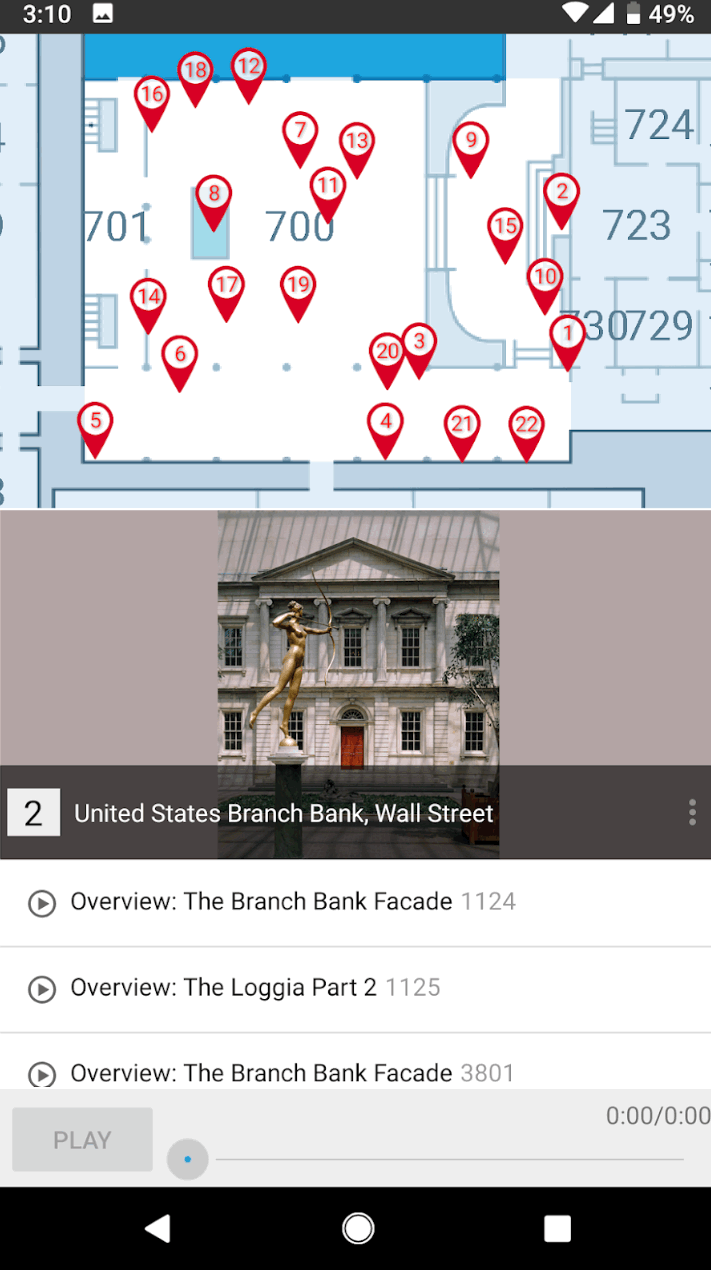 3:10 49%
18 12
16
7 13
9
724
11
8 2
701 700 15 723
10
17 19
14
1
730 729
20 3
6
5 4 21 22
2 United States Branch Bank, Wall Street
Overview: The Branch Bank Facade 1124
Overview: The Loggia Part 2 1125
Overview: The Branch Bank Facade 3801
0:00/0:00
PLAY